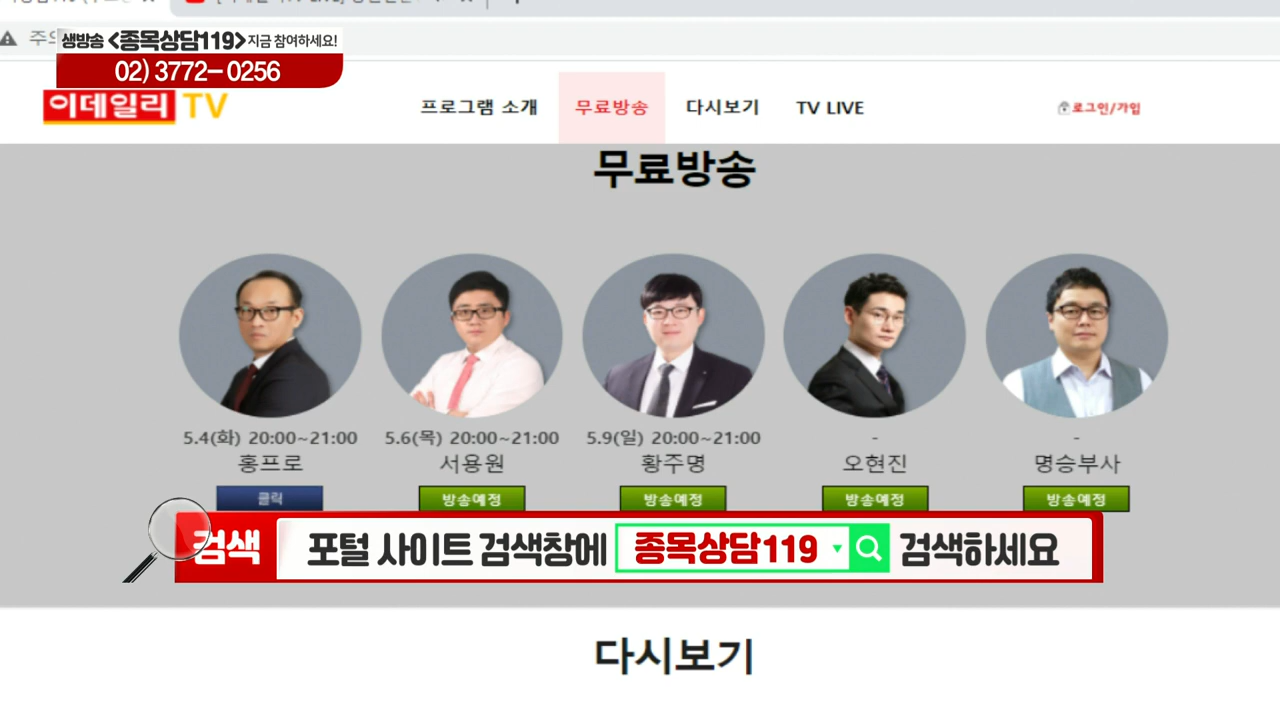 주의
생방송 <종목상담119> 지금 참여하세요!
02) 3772-0256
이데일리 TV
프로그램 소개 무료방송 다시보기 TV LIVE 로그인/가입
무료방송
5.4(화) 20:00~21:00 5.6(목) 20:00~21:00 5.9(일) 20:00~21:00 - -
홍프로 서용원 황주명 오현진 명승부사
클릭 방송예정 방송예정 방송예정 방송예정
검색 포털 사이트 검색창에 종목상담119 검색하세요
다시보기